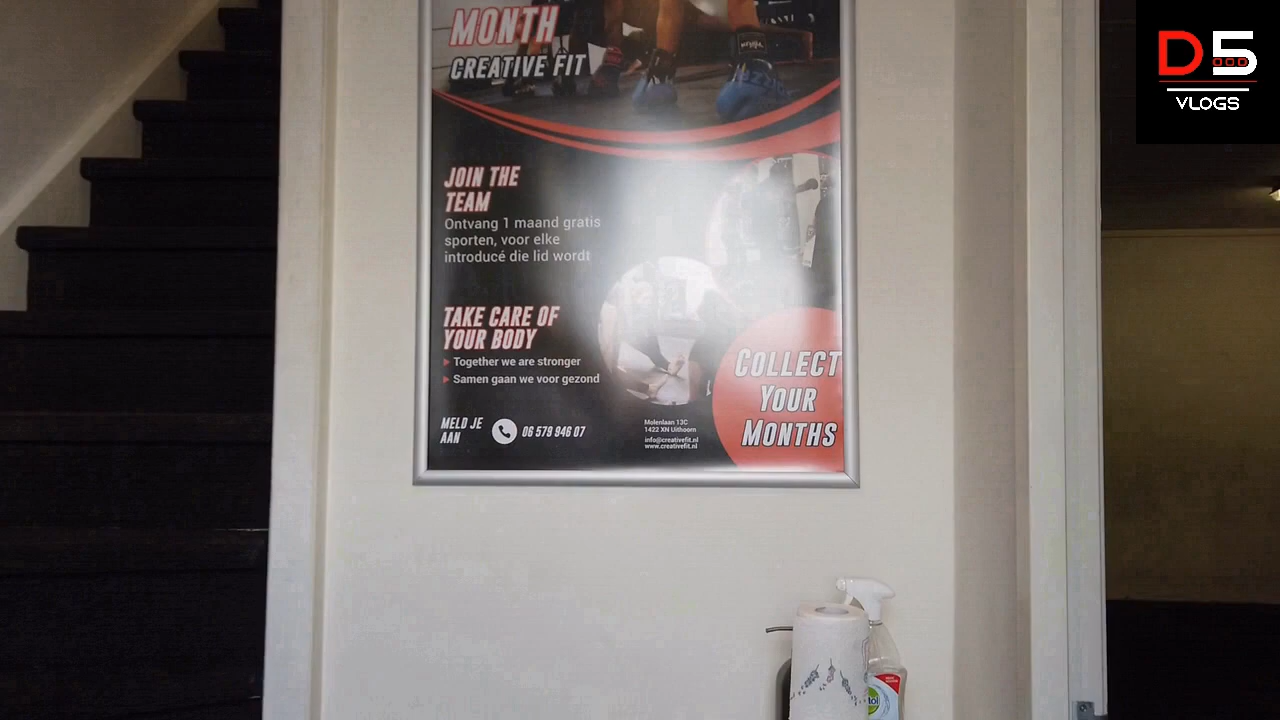 MONTH
CREATIVE FIT
JOIN THE
TEAM
Ontvang 1 maand gratis
sporten, voor elke
introducé die lid wordt
TAKE CARE OF
YOUR BODY
Together we are stronger
Samen gaan we voor gezond
MELD JE
AAN
06 579 946 07
Molenlaan 13C
1422 XN Uithoorn
info@creativefit.nl
www.creativefit.nl
COLLECT
YOUR
MONTHS
D5
VLOGS